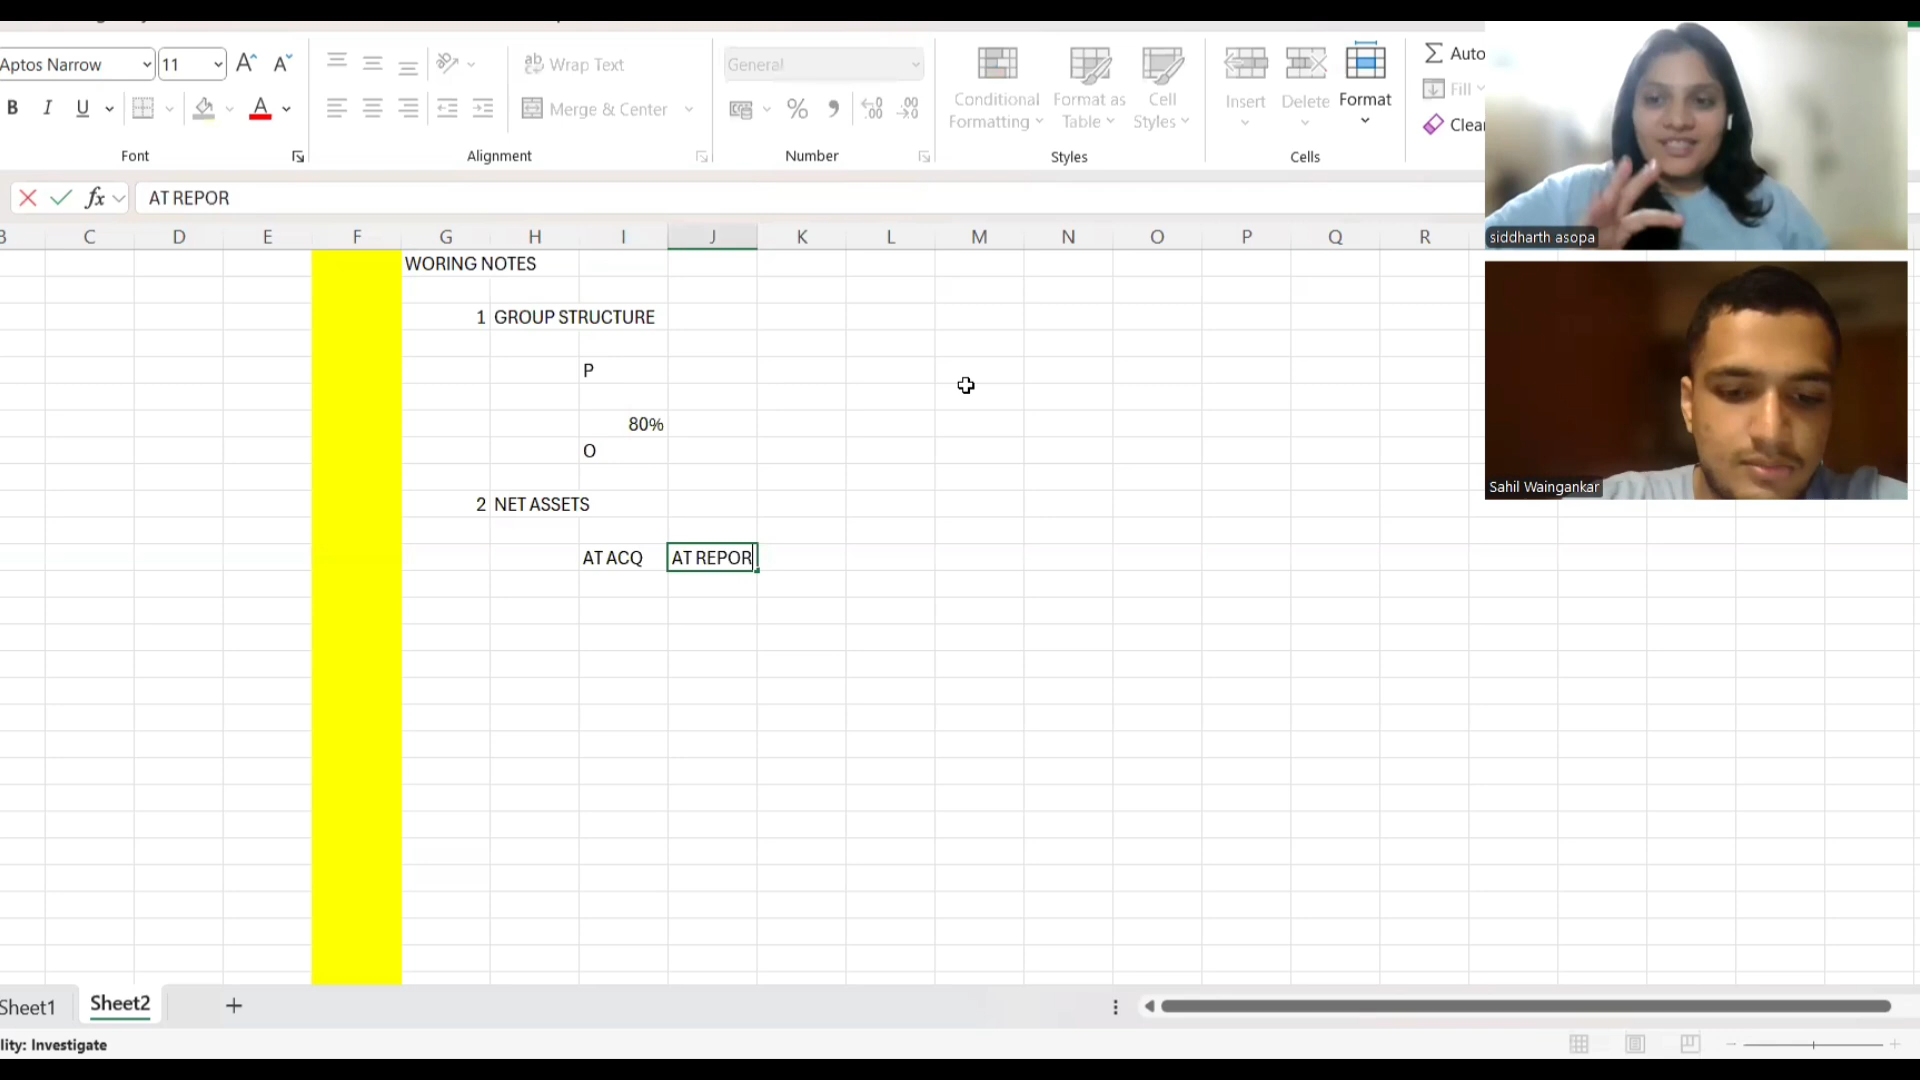 Aptos Narrow 11 A A
B I U A
Font
Wrap Text
Merge & Center
Alignment
General
% , .00
Number
Conditional Formatting
Format as Table
Cell Styles
Styles
Insert
Delete
Format
Cells
Σ Auto
Fill
Clea
fx AT REPOR
B C D E F G H I J K L M N O P Q R
WORING NOTES
1 GROUP STRUCTURE
P
80%
O
2 NET ASSETS
AT ACQ AT REPOR
siddharth asopa
Sahil Waingankar
Sheet1 Sheet2 +
lity: Investigate